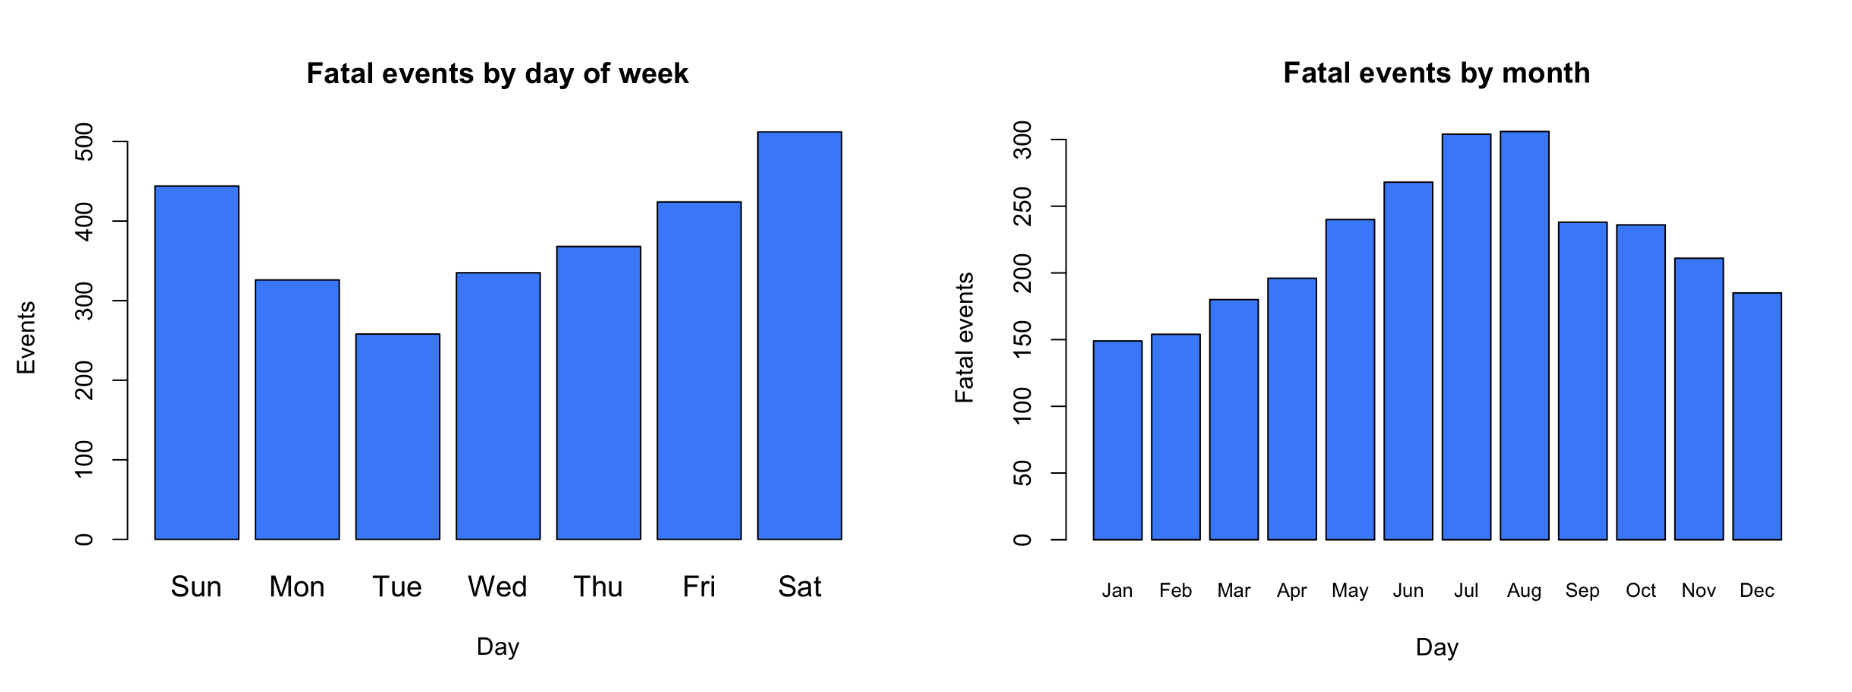 Fatal events by day of week
Events
500
400
300
200
100
0
Sun Mon Tue Wed Thu Fri Sat
Day
Fatal events by month
Fatal events
300
250
200
150
100
50
0
Jan Feb Mar Apr May Jun Jul Aug Sep Oct Nov Dec
Day